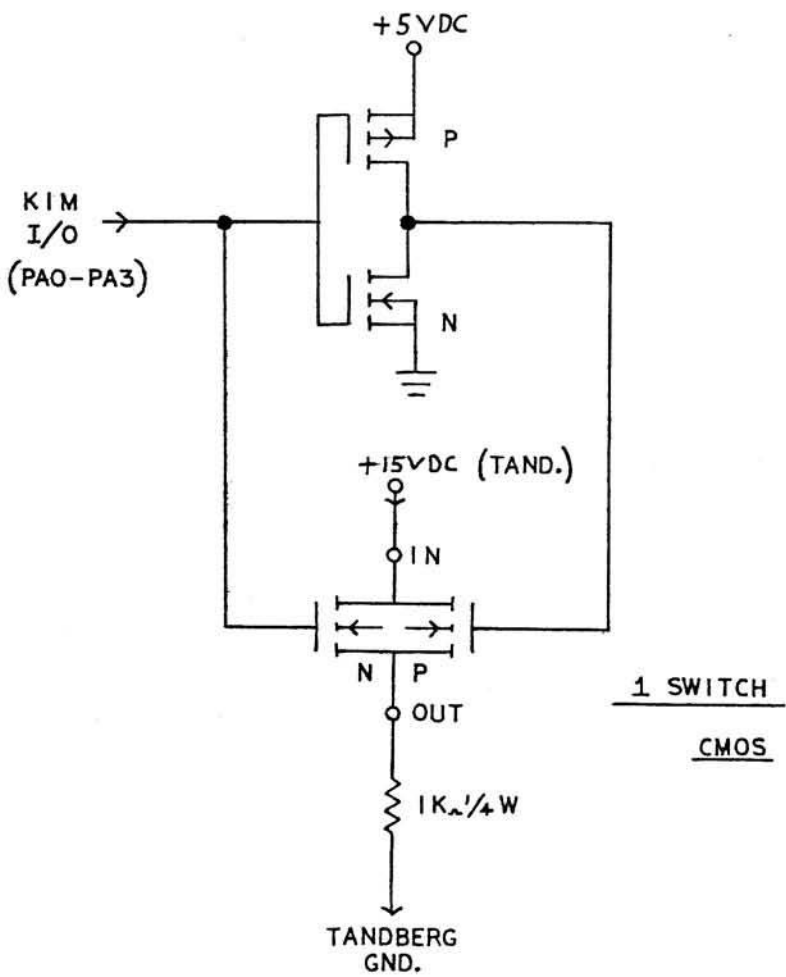 +5VDC
P
KIM
I/O
(PA0-PA3)
N
+15VDC (TAND.)
IN
N P
OUT
1 SWITCH
CMOS
1KΩ 1/4W
TANDBERG
GND.